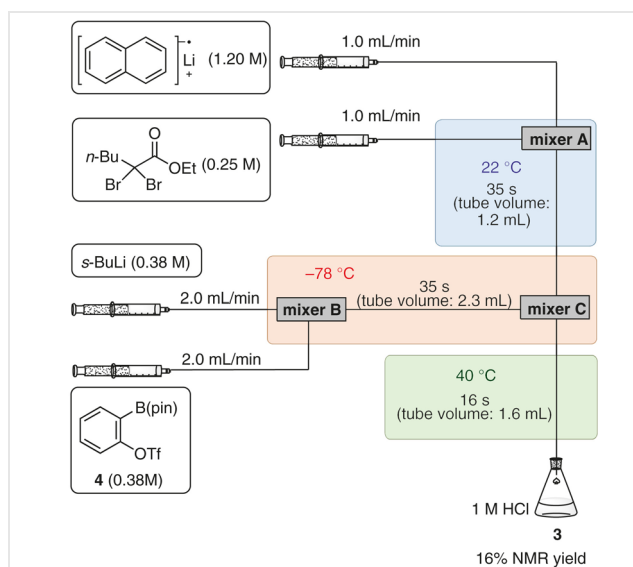 1.0 mL/min
−•
Li (1.20 M)
+
1.0 mL/min
mixer A
O
n-Bu
OEt (0.25 M)
Br Br
22 °C
35 s
(tube volume:
1.2 mL)
s-BuLi (0.38 M)
−78 °C
2.0 mL/min
mixer B
35 s
(tube volume: 2.3 mL)
mixer C
2.0 mL/min
40 °C
16 s
(tube volume: 1.6 mL)
B(pin)
OTf
4 (0.38M)
1 M HCl
3
16% NMR yield